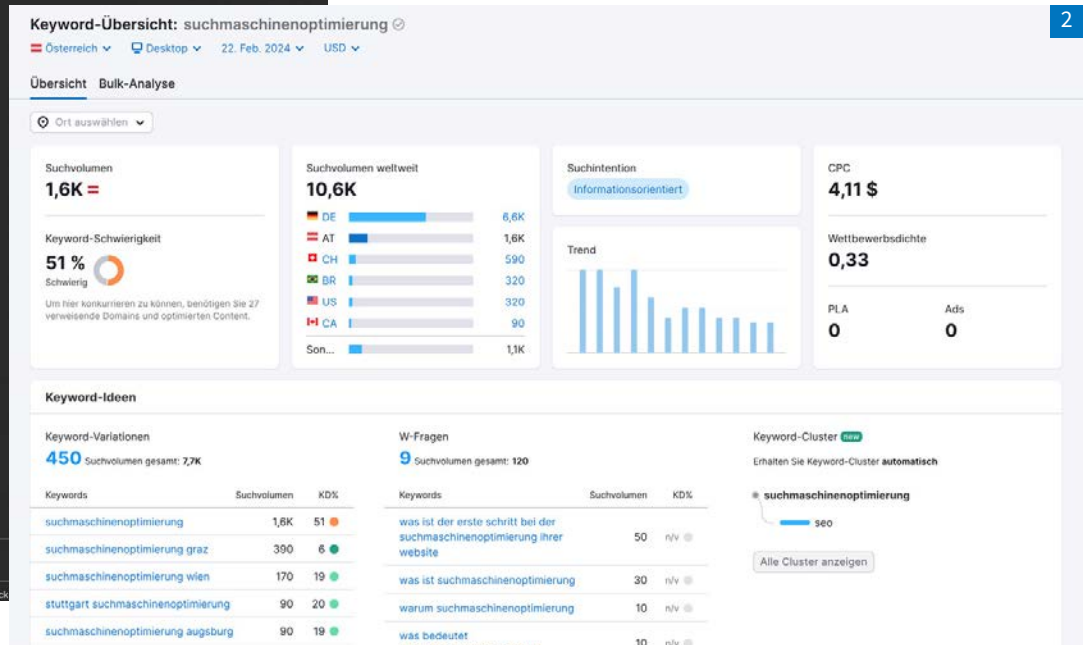 2
Keyword-Übersicht: suchmaschinenoptimierung
Österreich Desktop 22. Feb. 2024 USD
Übersicht Bulk-Analyse
Ort auswählen
Suchvolumen
1,6K
Keyword-Schwierigkeit
51 %
Schwierig
Um hier konkurrieren zu können, benötigen Sie 27
verweisende Domains und optimierten Content.
Suchvolumen weltweit
10,6K
DE 6,6K
AT 1,6K
CH 590
BR 320
US 320
CA 90
Son... 1,1K
Suchintention
Informationsorientiert
Trend
CPC
4,11 $
Wettbewerbsdichte
0,33
PLA Ads
0 0
Keyword-Ideen
Keyword-Variationen
450 Suchvolumen gesamt: 7,7K
Keywords Suchvolumen KD%
suchmaschinenoptimierung 1,6K 51
suchmaschinenoptimierung graz 390 6
suchmaschinenoptimierung wien 170 19
stuttgart suchmaschinenoptimierung 90 20
suchmaschinenoptimierung augsburg 90 19
W-Fragen
9 Suchvolumen gesamt: 120
Keywords Suchvolumen KD%
was ist der erste schritt bei der
suchmaschinenoptimierung ihrer 50 n/v
website
was ist suchmaschinenoptimierung 30 n/v
warum suchmaschinenoptimierung 10 n/v
was bedeutet
10 n/v
Keyword-Cluster new
Erhalten Sie Keyword-Cluster automatisch
suchmaschinenoptimierung
seo
Alle Cluster anzeigen